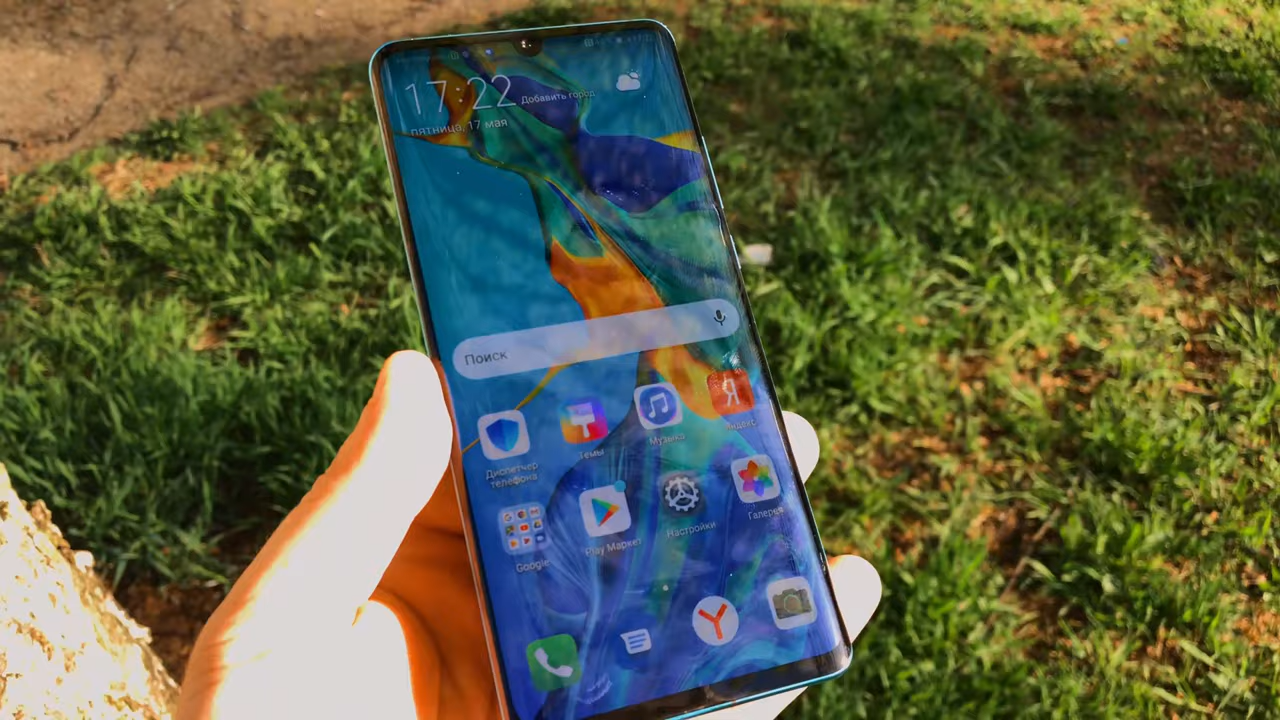 17:22 Добавить город
пятница, 17 мая
Поиск
Диспетчер
телефона
Темы
Музыка
Яндекс
Google
Play Маркет
Настройки
Галерея